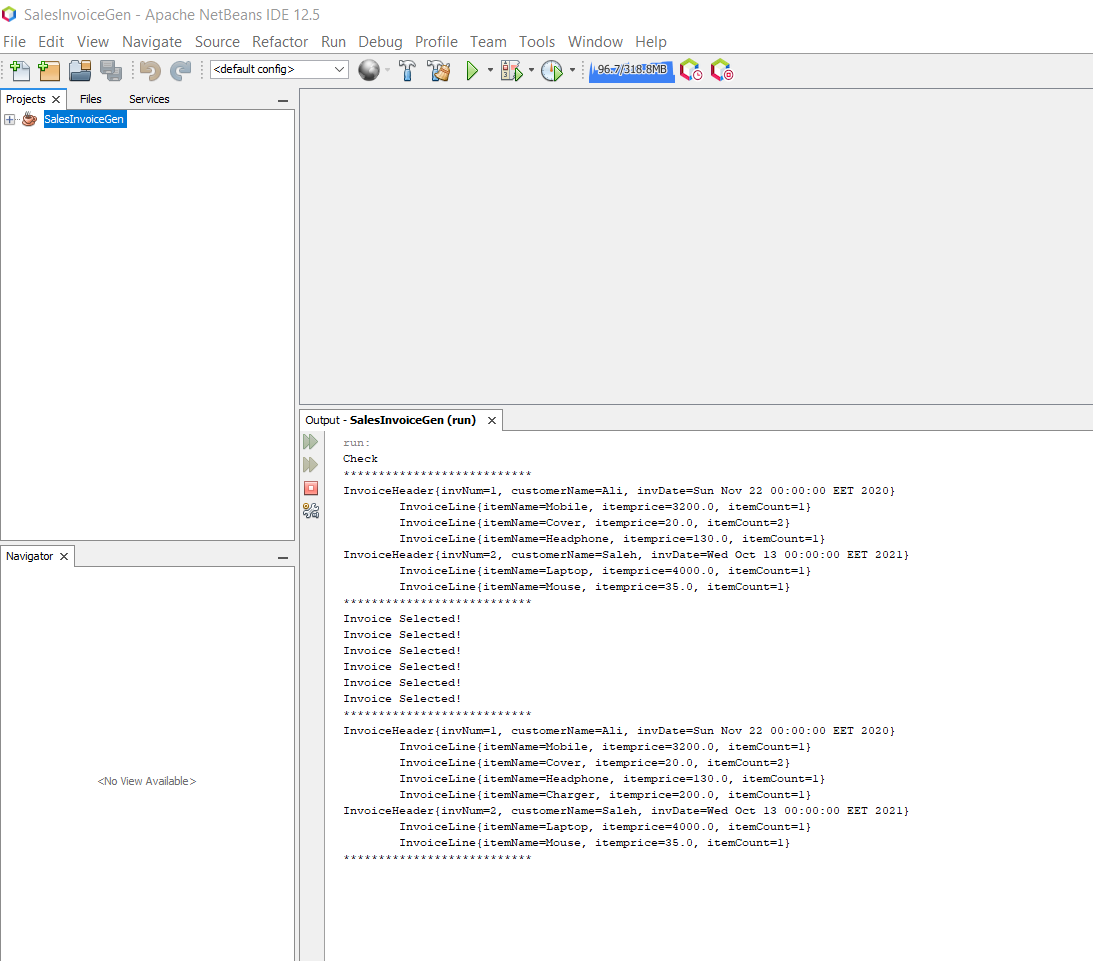 SalesInvoiceGen - Apache NetBeans IDE 12.5
File Edit View Navigate Source Refactor Run Debug Profile Team Tools Window Help
<default config> 96.7/318.8MB
Projects Files Services
SalesInvoiceGen
Output - SalesInvoiceGen (run)
run:
Check
***************************
InvoiceHeader{invNum=1, customerName=Ali, invDate=Sun Nov 22 00:00:00 EET 2020}
InvoiceLine{itemName=Mobile, itemprice=3200.0, itemCount=1}
InvoiceLine{itemName=Cover, itemprice=20.0, itemCount=2}
InvoiceLine{itemName=Headphone, itemprice=130.0, itemCount=1}
InvoiceHeader{invNum=2, customerName=Saleh, invDate=Wed Oct 13 00:00:00 EET 2021}
InvoiceLine{itemName=Laptop, itemprice=4000.0, itemCount=1}
InvoiceLine{itemName=Mouse, itemprice=35.0, itemCount=1}
***************************
Invoice Selected!
Invoice Selected!
Invoice Selected!
Invoice Selected!
Invoice Selected!
Invoice Selected!
***************************
InvoiceHeader{invNum=1, customerName=Ali, invDate=Sun Nov 22 00:00:00 EET 2020}
InvoiceLine{itemName=Mobile, itemprice=3200.0, itemCount=1}
InvoiceLine{itemName=Cover, itemprice=20.0, itemCount=2}
InvoiceLine{itemName=Headphone, itemprice=130.0, itemCount=1}
InvoiceLine{itemName=Charger, itemprice=200.0, itemCount=1}
InvoiceHeader{invNum=2, customerName=Saleh, invDate=Wed Oct 13 00:00:00 EET 2021}
InvoiceLine{itemName=Laptop, itemprice=4000.0, itemCount=1}
InvoiceLine{itemName=Mouse, itemprice=35.0, itemCount=1}
***************************
Navigator
<No View Available>